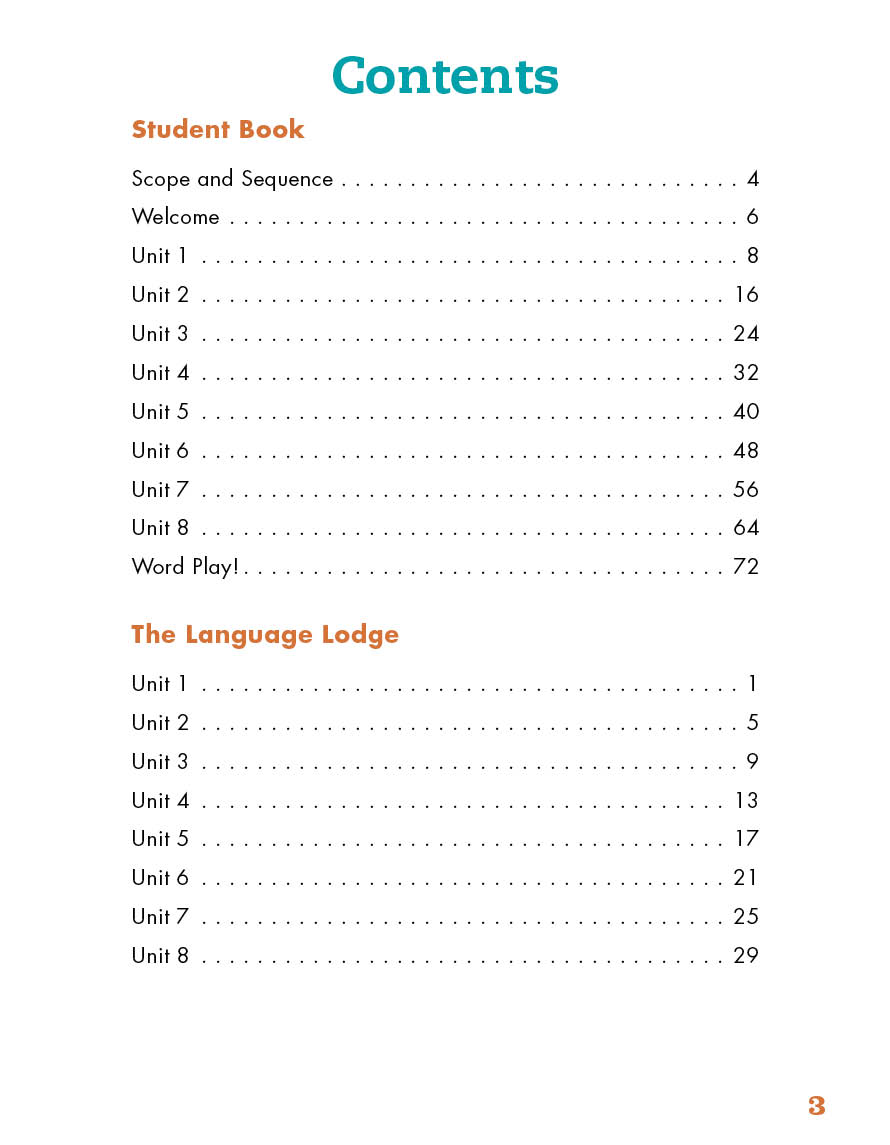 Contents
Student Book
Scope and Sequence . . . . . . . . . . . . . . . . . . . . . . . . . . . . . 4
Welcome . . . . . . . . . . . . . . . . . . . . . . . . . . . . . . . . . . . . . 6
Unit 1 . . . . . . . . . . . . . . . . . . . . . . . . . . . . . . . . . . . . . . . 8
Unit 2 . . . . . . . . . . . . . . . . . . . . . . . . . . . . . . . . . . . . . . 16
Unit 3 . . . . . . . . . . . . . . . . . . . . . . . . . . . . . . . . . . . . . . 24
Unit 4 . . . . . . . . . . . . . . . . . . . . . . . . . . . . . . . . . . . . . . 32
Unit 5 . . . . . . . . . . . . . . . . . . . . . . . . . . . . . . . . . . . . . . 40
Unit 6 . . . . . . . . . . . . . . . . . . . . . . . . . . . . . . . . . . . . . . 48
Unit 7 . . . . . . . . . . . . . . . . . . . . . . . . . . . . . . . . . . . . . . 56
Unit 8 . . . . . . . . . . . . . . . . . . . . . . . . . . . . . . . . . . . . . . 64
Word Play! . . . . . . . . . . . . . . . . . . . . . . . . . . . . . . . . . . . 72
The Language Lodge
Unit 1 . . . . . . . . . . . . . . . . . . . . . . . . . . . . . . . . . . . . . . . 1
Unit 2 . . . . . . . . . . . . . . . . . . . . . . . . . . . . . . . . . . . . . . . 5
Unit 3 . . . . . . . . . . . . . . . . . . . . . . . . . . . . . . . . . . . . . . . 9
Unit 4 . . . . . . . . . . . . . . . . . . . . . . . . . . . . . . . . . . . . . . 13
Unit 5 . . . . . . . . . . . . . . . . . . . . . . . . . . . . . . . . . . . . . . 17
Unit 6 . . . . . . . . . . . . . . . . . . . . . . . . . . . . . . . . . . . . . . 21
Unit 7 . . . . . . . . . . . . . . . . . . . . . . . . . . . . . . . . . . . . . . 25
Unit 8 . . . . . . . . . . . . . . . . . . . . . . . . . . . . . . . . . . . . . . 29
3